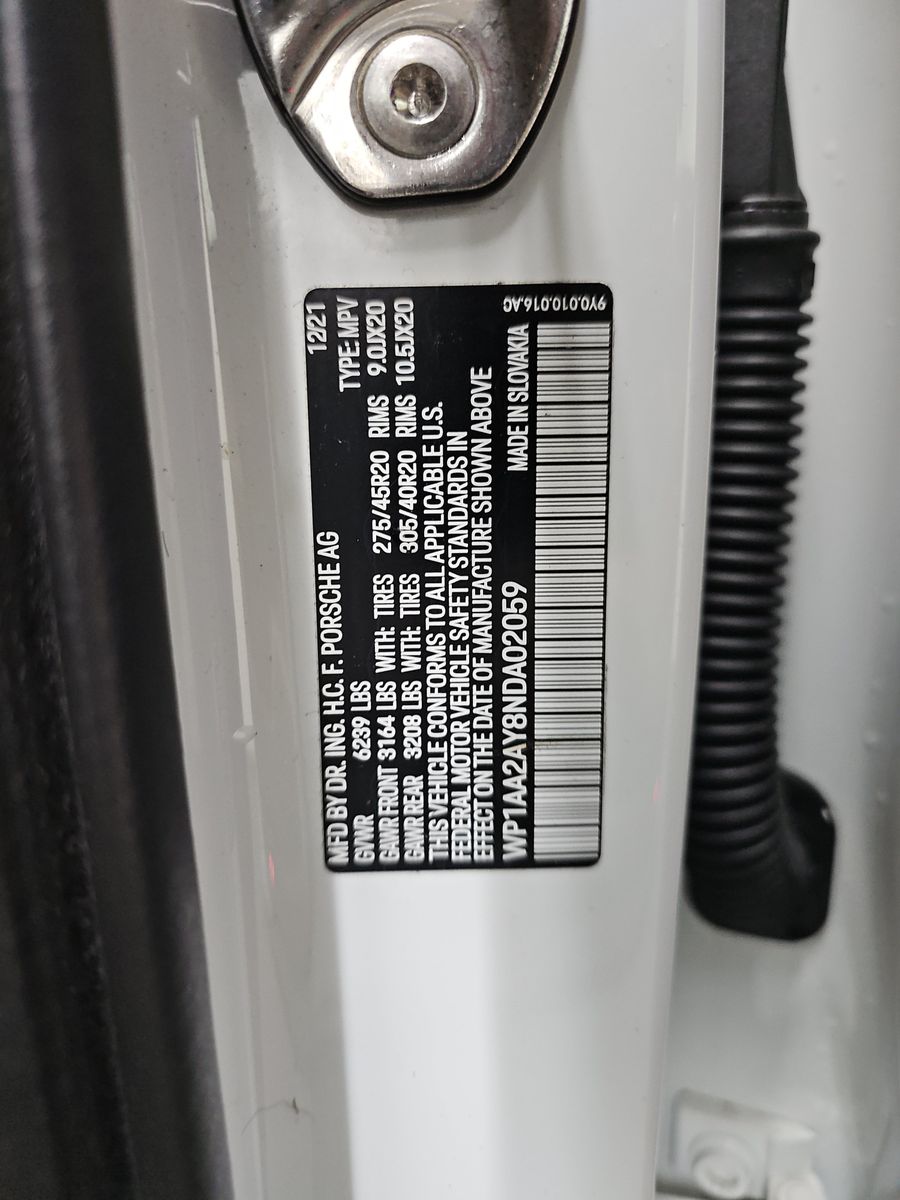 MFD BY DR. ING. H.C. F. PORSCHE AG 12/21
GVWR 6239 LBS TYPE: MPV
GAWR FRONT 3164 LBS WITH: TIRES 275/45R20 RIMS 9.0JX20
GAWR REAR 3208 LBS WITH: TIRES 305/40R20 RIMS 10.5JX20
THIS VEHICLE CONFORMS TO ALL APPLICABLE U.S.
FEDERAL MOTOR VEHICLE SAFETY STANDARDS IN
EFFECT ON THE DATE OF MANUFACTURE SHOWN ABOVE
WP1AA2AY8NDA02059 MADE IN SLOVAKIA
9Y0.010.016.AC